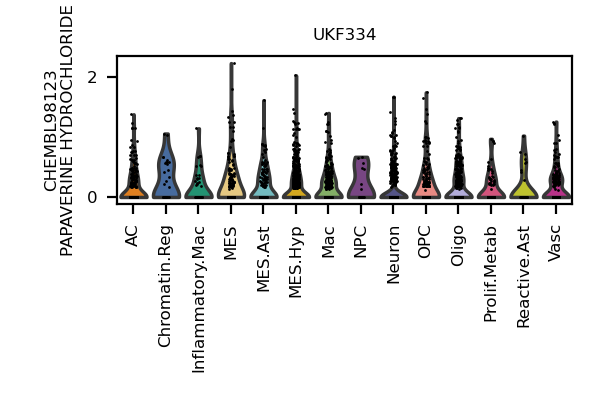 UKF334
CHEMBL98123
PAPAVERINE HYDROCHLORIDE
2
0
AC
Chromatin.Reg
Inflammatory.Mac
MES
MES.Ast
MES.Hyp
Mac
NPC
Neuron
OPC
Oligo
Prolif.Metab
Reactive.Ast
Vasc